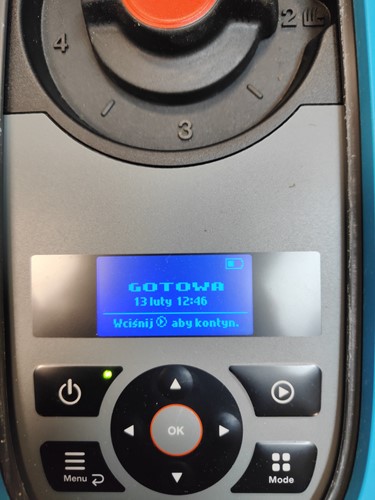 2
4
3
GOTOWA
13 luty 12:46
Wciśnij aby kontyn.
OK
Menu
Mode